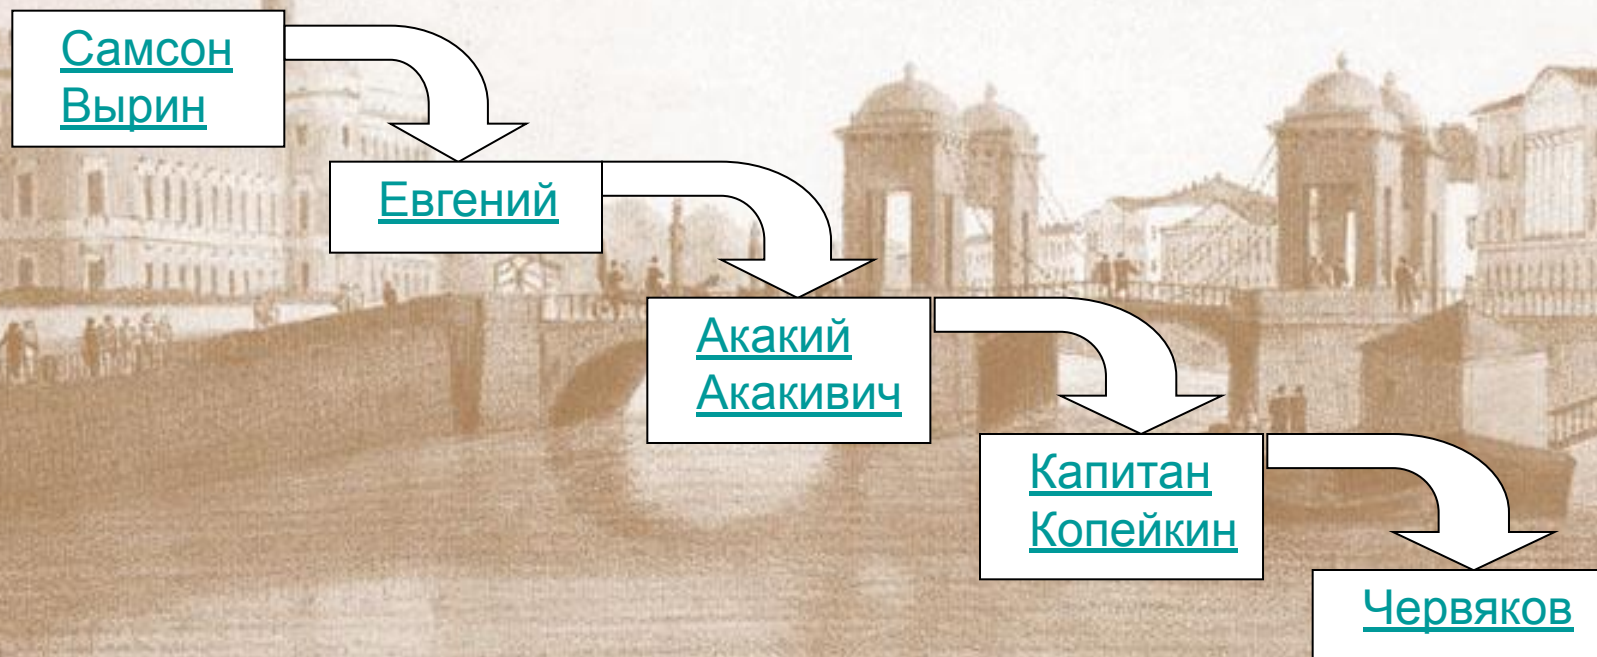 Самсон
Вырин
Евгений
Акакий
Акакивич
Капитан
Копейкин
Червяков